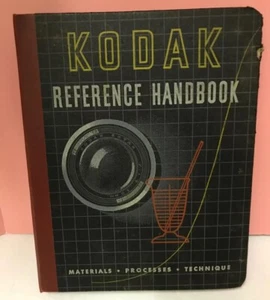 KODAK
REFERENCE HANDBOOK
MATERIALS • PROCESSES • TECHNIQUE